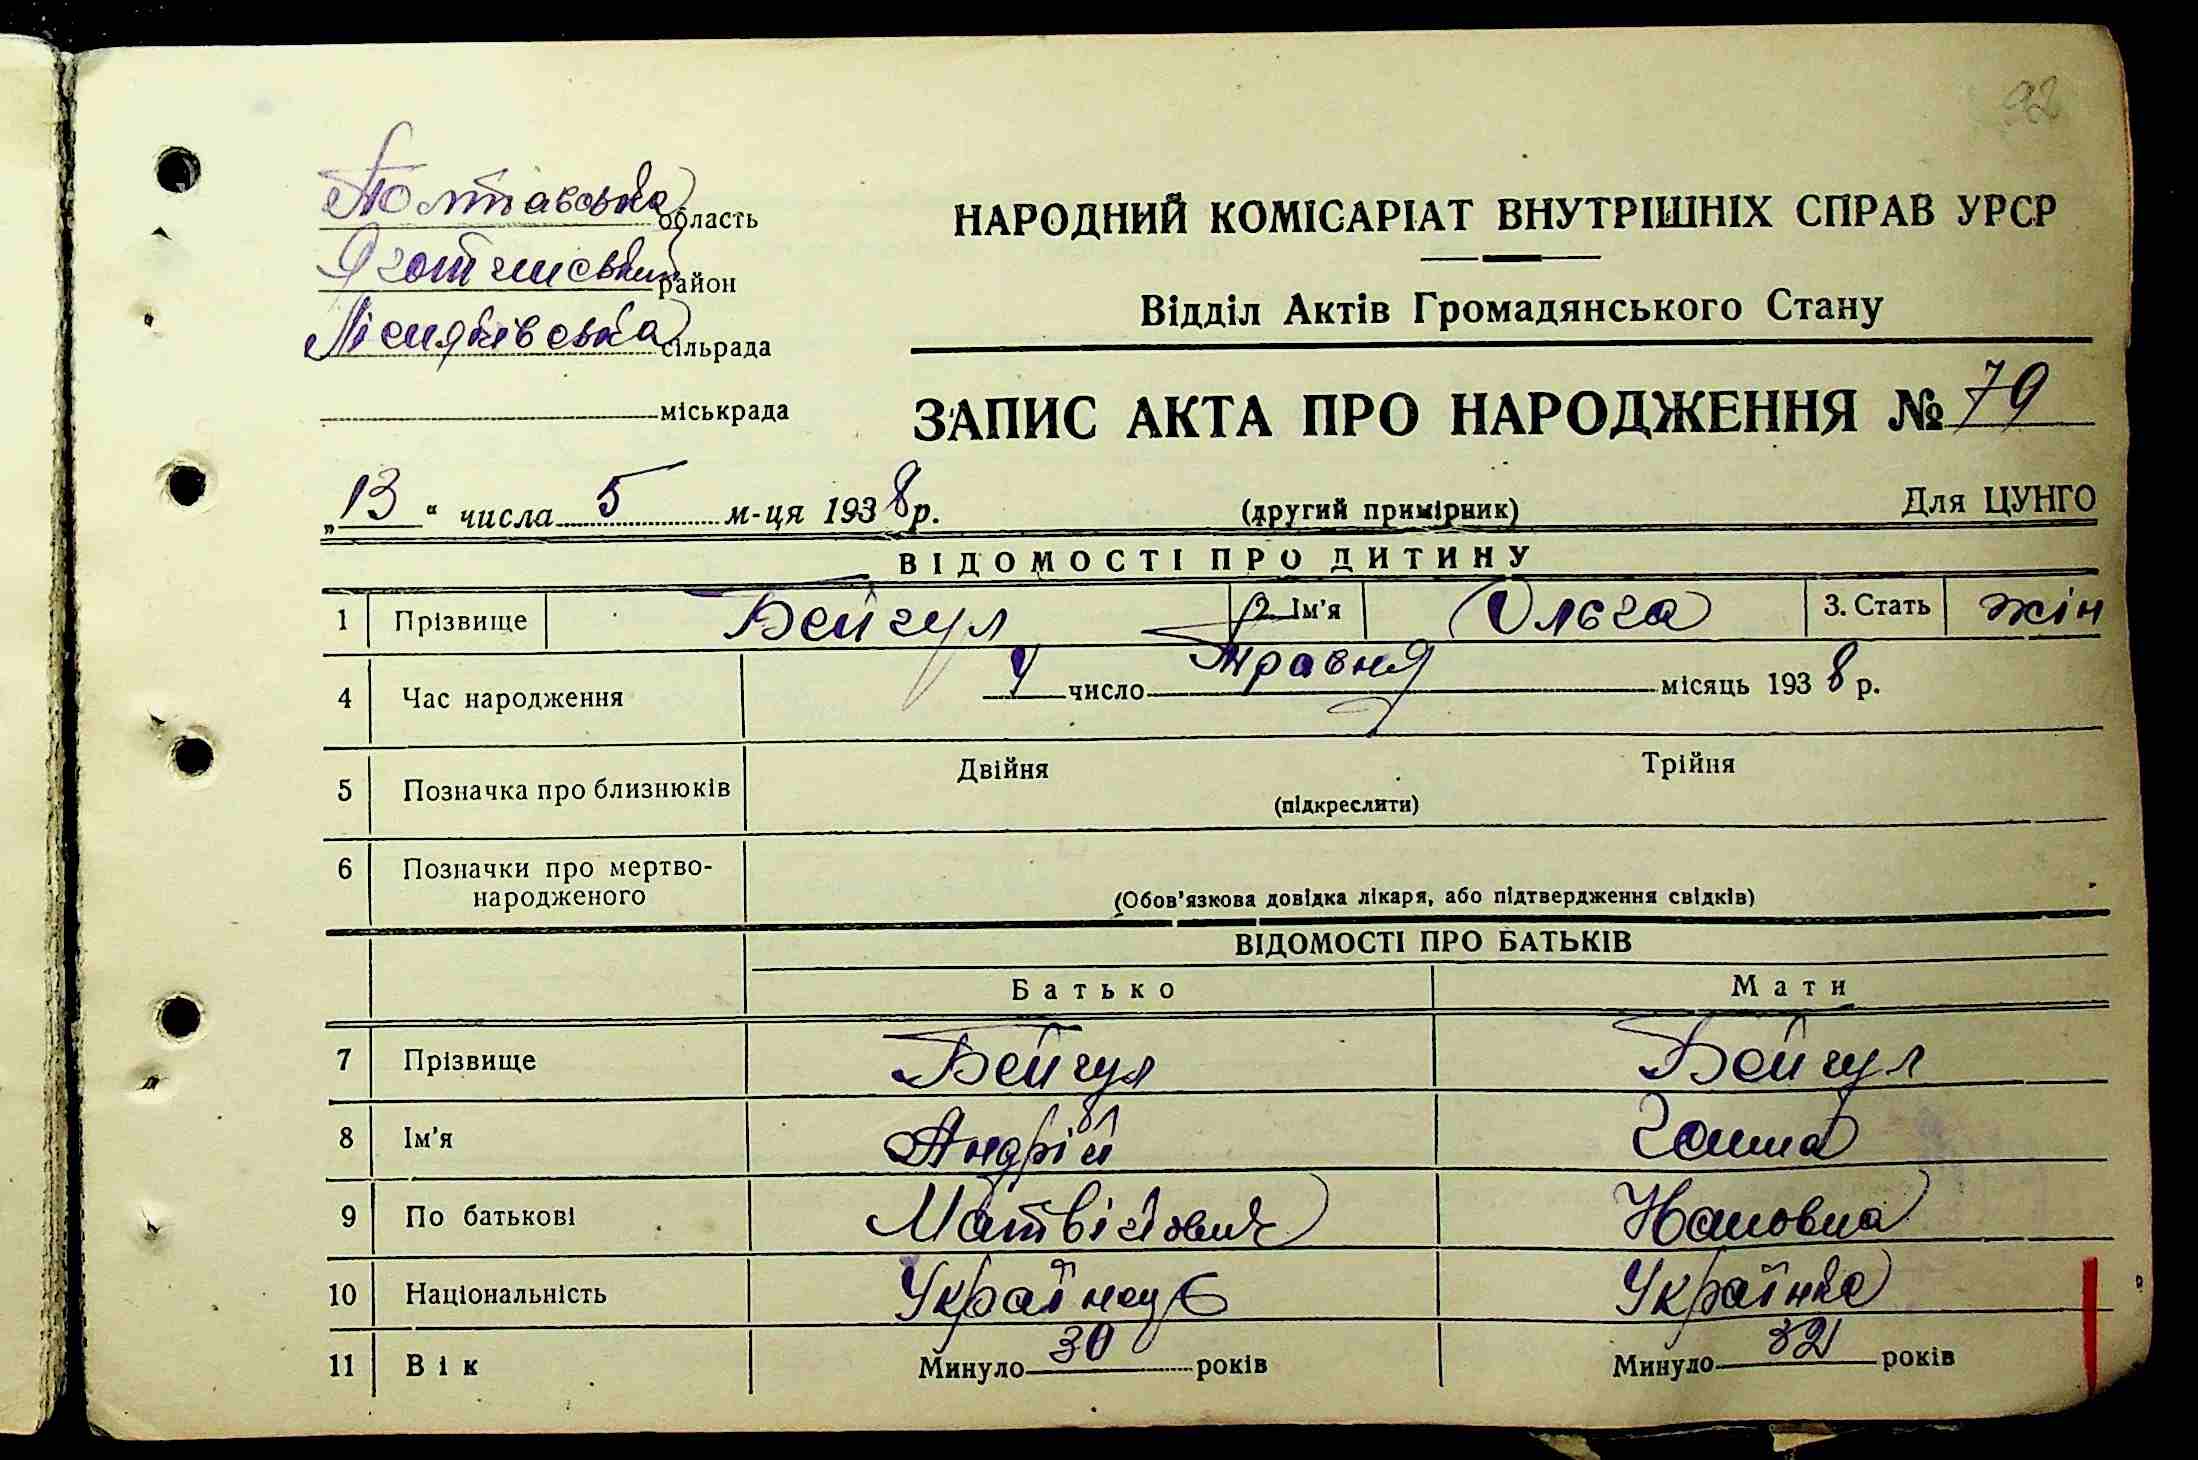 92
Полтавська область
Яготинський район
Лісняківська сільрада
міськрада
НАРОДНИЙ КОМІСАРІАТ ВНУТРІШНІХ СПРАВ УРСР
Відділ Актів Громадянського Стану
ЗАПИС АКТА ПРО НАРОДЖЕННЯ № 79
„13" числа 5 м-ця 1938 р. (другий примірник) Для ЦУНГО
ВІДОМОСТІ ПРО ДИТИНУ
1 Прізвище Бейгул 2. Ім'я Ольга 3. Стать жін
4 Час народження число Травня місяць 1938 р.
5 Позначка про близнюків Двійня Трійня
(підкреслити)
6 Позначки про мертво-
народженого
(Обов'язкова довідка лікаря, або підтвердження свідків)
ВІДОМОСТІ ПРО БАТЬКІВ
Батько Мати
7 Прізвище Бейгул Бейгул
8 Ім'я Андрій Ганна
9 По батькові Матвійович
10 Національність Українець Українка
11 Вік Минуло 30 років Минуло 32 років